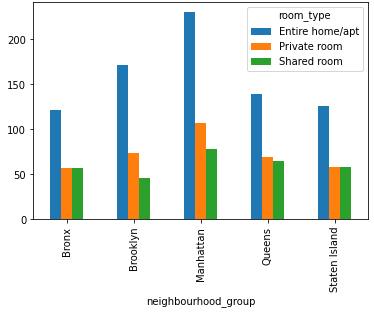 room_type
Entire home/apt
Private room
Shared room
200
150
100
50
0
Bronx
Brooklyn
Manhattan
Queens
Staten Island
neighbourhood_group